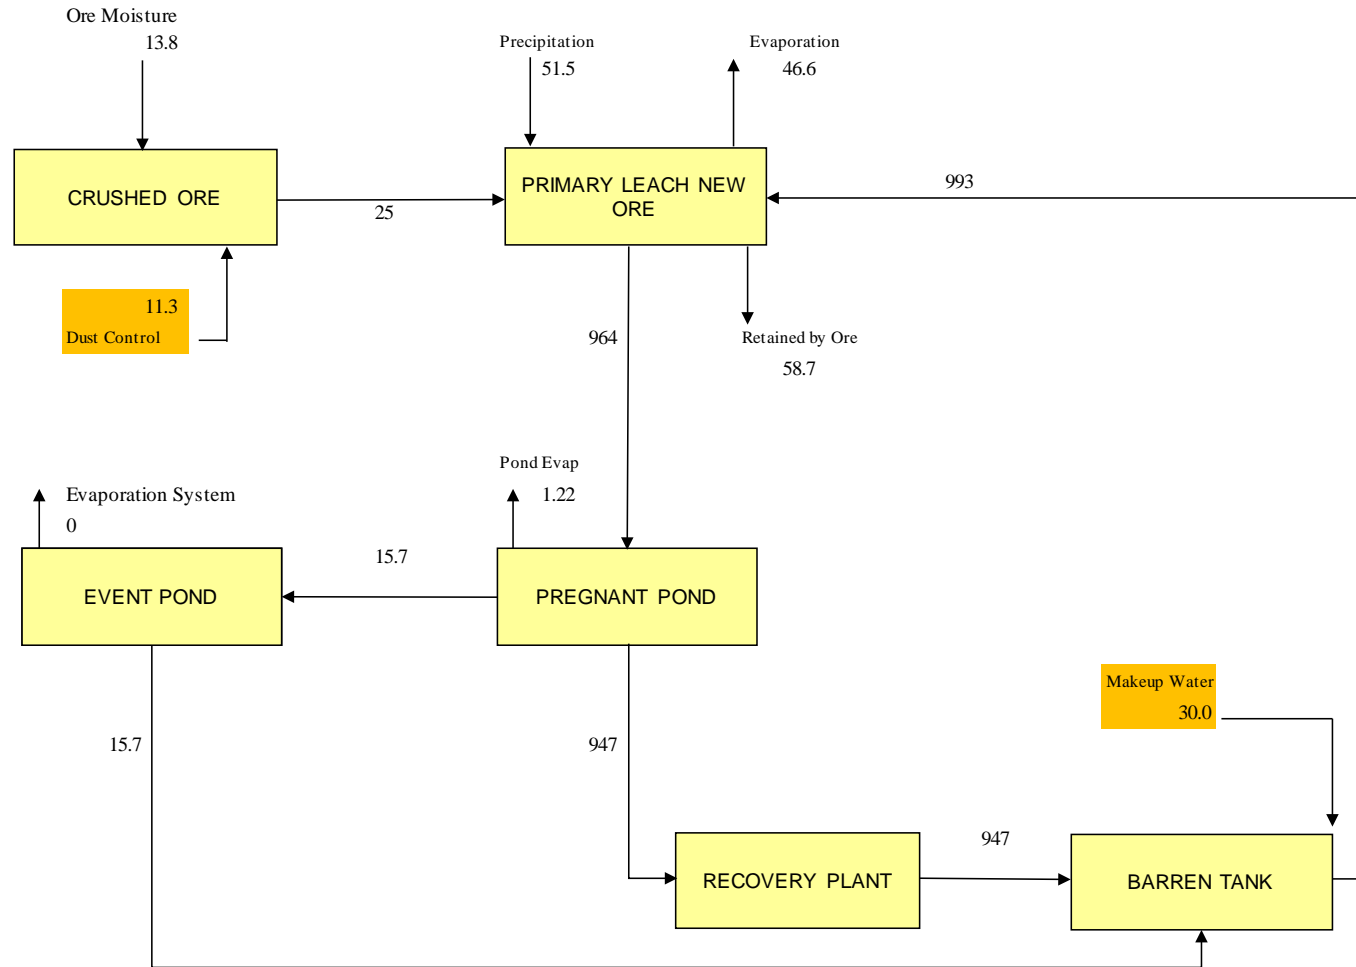 Ore Moisture
13.8
Precipitation
51.5
Evaporation
46.6
CRUSHED ORE
25
PRIMARY LEACH NEW
ORE
993
11.3
Dust Control
964
Retained by Ore
58.7
Evaporation System
0
Pond Evap
1.22
EVENT POND
15.7
PREGNANT POND
15.7
947
Makeup Water
30.0
RECOVERY PLANT
947
BARREN TANK